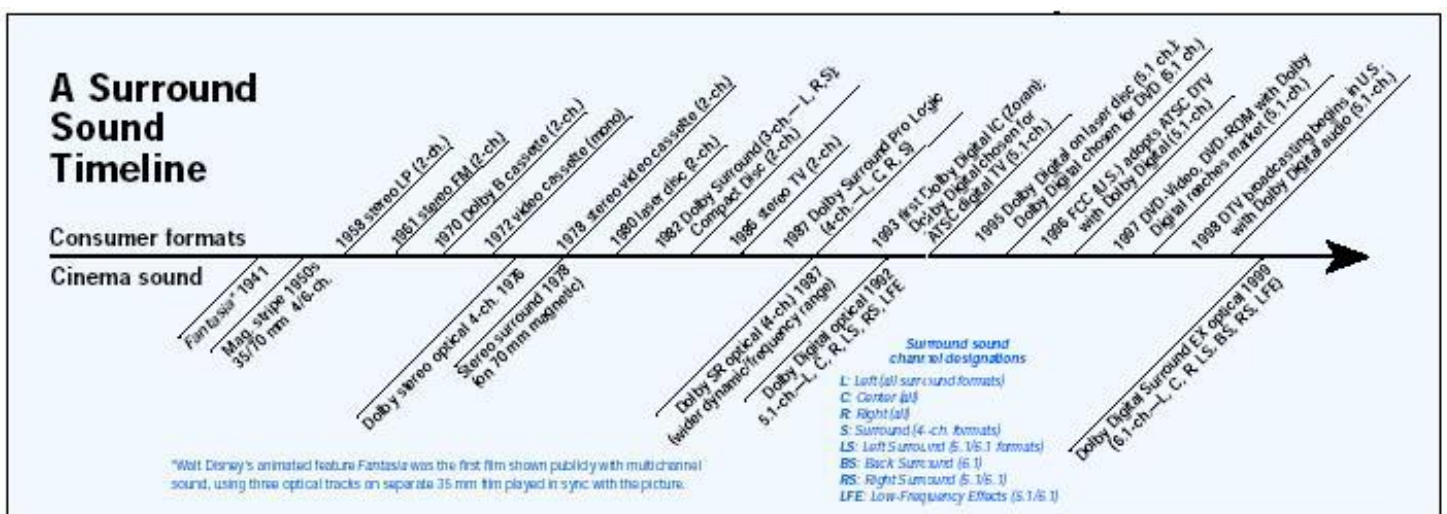 A Surround
Sound
Timeline
Consumer formats
Cinema sound
1958 stereo LP (2-ch.)
1961 stereo FM (2-ch.)
1970 Dolby B cassette (2-ch.)
1972 video cassette (mono)
1978 stereo video cassette (2-ch.)
1980 laser disc (2-ch.)
1982 Dolby Surround (3-ch.— L, R,S);
Compact Disc (2-ch.)
1986 stereo TV (2-ch.)
1987 Dolby Surround Pro Logic
(4-ch.—L, C R, S)
1993 first Dolby Digital IC (Zoran);
Dolby Digital chosen for
ATSC digital TV (5.1-ch.)
1995 Dolby Digital on laser disc (5.1 ch.);
Dolby Digital chosen for DVD (5.1 ch.)
1996 FCC (U.S.) adopts ATSC DTV
with Dolby Digital (5.1-ch.)
1997 DVD-Video, DVD-ROM with Dolby
Digital reaches market (5.1-ch.)
1998 DTV broadcasting begins in U.S.
with Dolby Digital audio (5.1-ch.)
Fantasia* 1941
Mag. stripe 1950s
35/70 mm 4/6-ch.
Dolby stereo optical 4-ch. 1976
Stereo surround 1978
(on 70 mm magnetic)
Dolby SR optical (4-ch.) 1987
(wider dynamic/frequency range)
Dolby Digital optical 1992
5.1-ch.—L, C, R, LS, RS, LFE
Dolby Digital Surround EX optical 1999
(6.1-ch.—L, C, R LS, BS, RS, LFE)
Surround sound
channel designations
L: Left (all surround formats)
C: Center (all)
R: Right (all)
S: Surround (4-ch. formats)
LS: Left Surround (5.1/6.1 formats)
BS: Back Surround (6.1)
RS: Right Surround (5.1/6.1)
LFE: Low-Frequency Effects (5.1/6.1)
*Walt Disney's animated feature Fantasia was the first film shown publicly with multichannel
sound, using three optical tracks on separate 35 mm film played in sync with the picture.